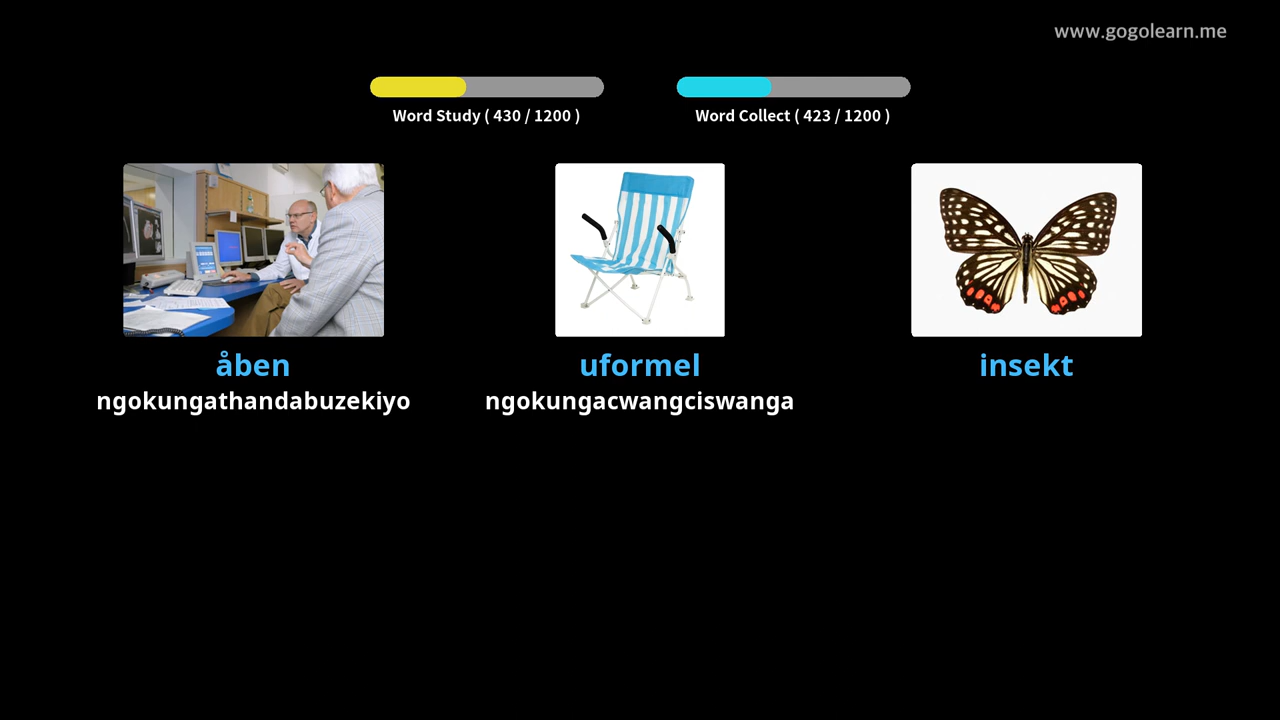 www.gogolearn.me
Word Study ( 430 / 1200 )
Word Collect ( 423 / 1200 )
åben
uformel
insekt
ngokungathandabuzekiyo
ngokungacwangciswanga